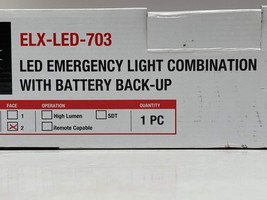 ELX-LED-703
LED EMERGENCY LIGHT COMBINATION
WITH BATTERY BACK-UP
FACE OPERATION QUANTITY
1 High Lumen SDT 1 PC
2 Remote Capable